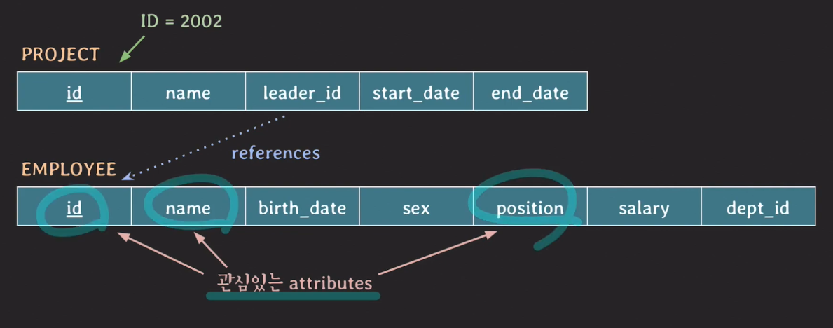 ID = 2002
PROJECT
id name leader_id start_date end_date
references
EMPLOYEE
id name birth_date sex position salary dept_id
관심있는 attributes